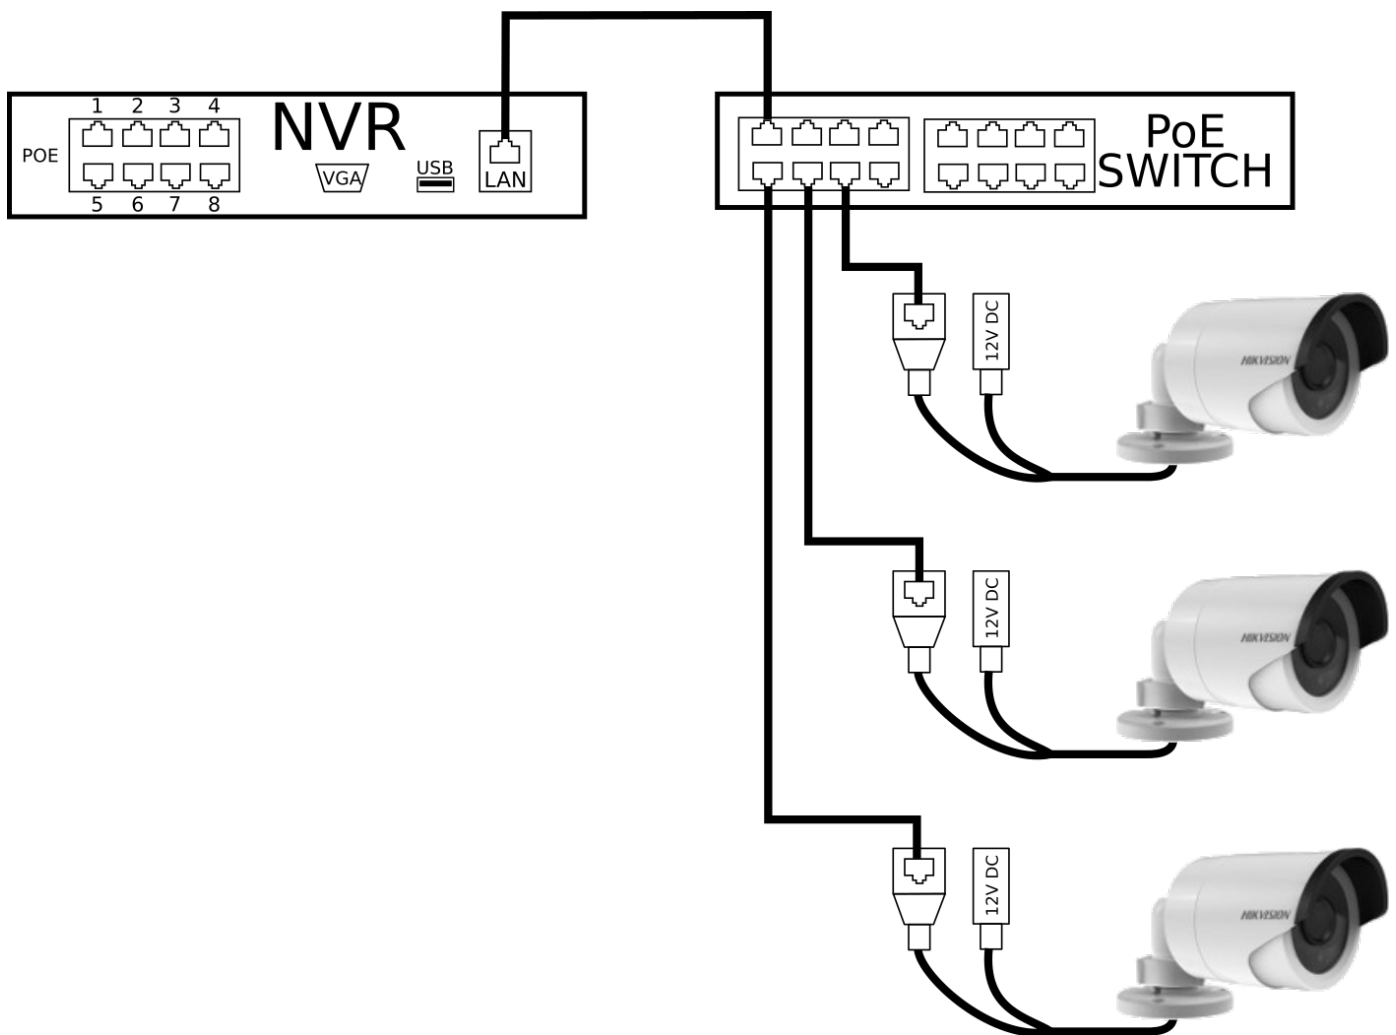 1 2 3 4
NVR
POE
VGA
USB
LAN
5 6 7 8
PoE
SWITCH
12V DC
HIKVISION
12V DC
HIKVISION
12V DC
HIKVISION